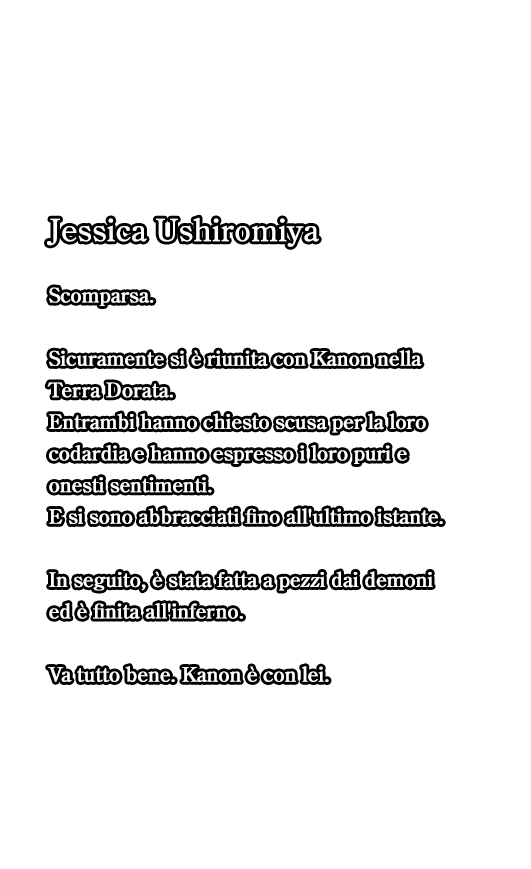 Jessica Ushiromiya
Scomparsa.
Sicuramente si è riunita con Kanon nella
Terra Dorata.
Entrambi hanno chiesto scusa per la loro
codardia e hanno espresso i loro puri e
onesti sentimenti.
E si sono abbracciati fino all'ultimo istante.
In seguito, è stata fatta a pezzi dai demoni
ed è finita all'inferno.
Va tutto bene. Kanon è con lei.